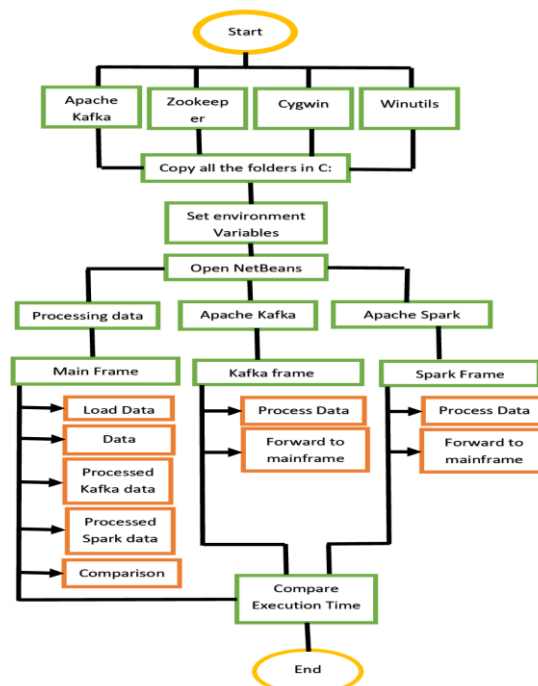 Start
Apache
Kafka
Zookeep
er
Cygwin
Winutils
Copy all the folders in C:
Set environment
Variables
Open NetBeans
Processing data
Apache Kafka
Apache Spark
Main Frame
Kafka frame
Spark Frame
Load Data
Data
Processed
Kafka data
Processed
Spark data
Comparison
Process Data
Forward to
mainframe
Process Data
Forward to
mainframe
Compare
Execution Time
End